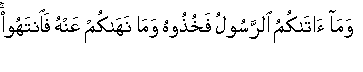 وَمَآ ءَاتَىٰكُمُ ٱلرَّسُولُ فَخُذُوهُ وَمَا نَهَىٰكُمْ عَنْهُ فَٱنتَهُوا۟ ۚ